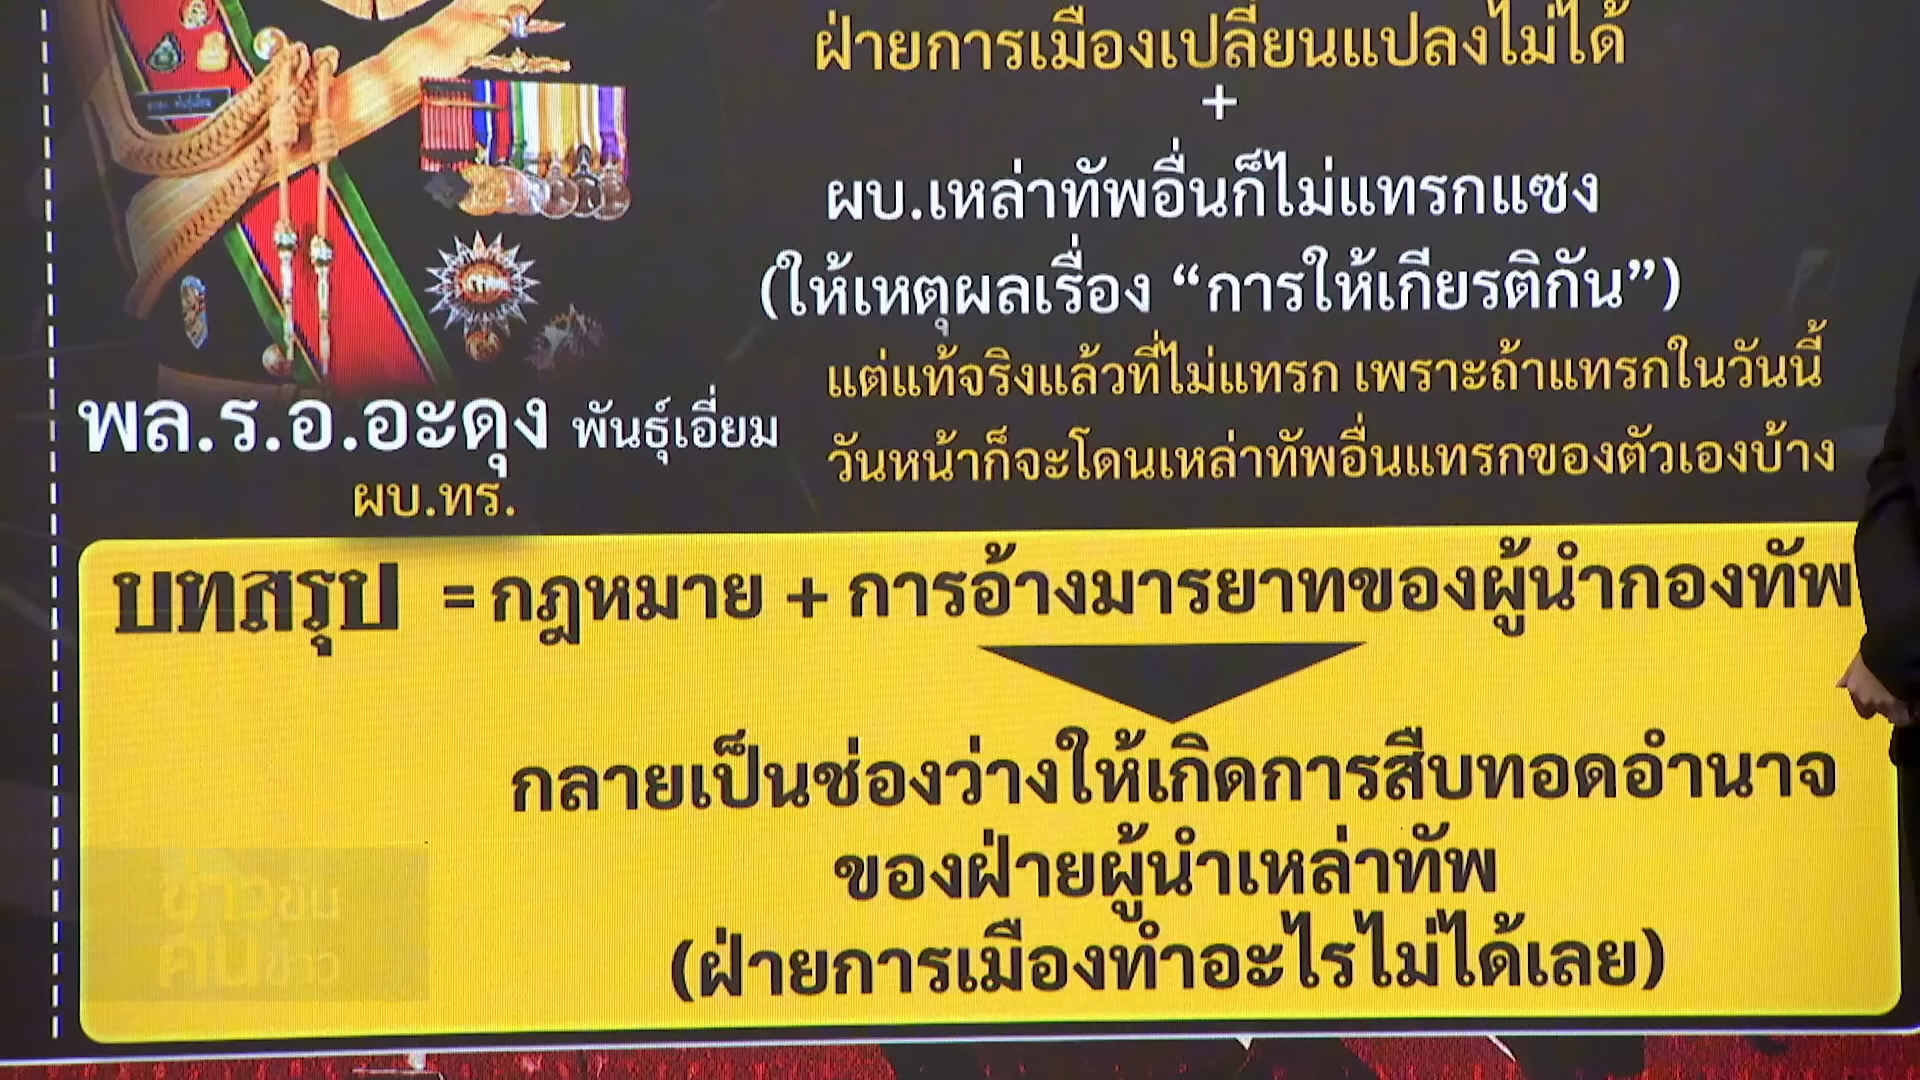 ฝ่ายการเมืองเปลี่ยนแปลงไม่ได้
+
ผบ.เหล่าทัพอื่นก็ไม่แทรกแซง
(ให้เหตุผลเรื่อง “การให้เกียรติกัน”)
แต่แท้จริงแล้วที่ไม่แทรก เพราะถ้าแทรกในวันนี้
วันหน้าก็จะโดนเหล่าทัพอื่นแทรกของตัวเองบ้าง
พล.ร.อ.อะดุง พันธุ์เอี่ยม
ผบ.ทร.
บทสรุป = กฎหมาย + การอ้างมารยาทของผู้นำกองทัพ
กลายเป็นช่องว่างให้เกิดการสืบทอดอำนาจ
ของฝ่ายผู้นำเหล่าทัพ
(ฝ่ายการเมืองทำอะไรไม่ได้เลย)
ข่าวข้น
คนข่าว